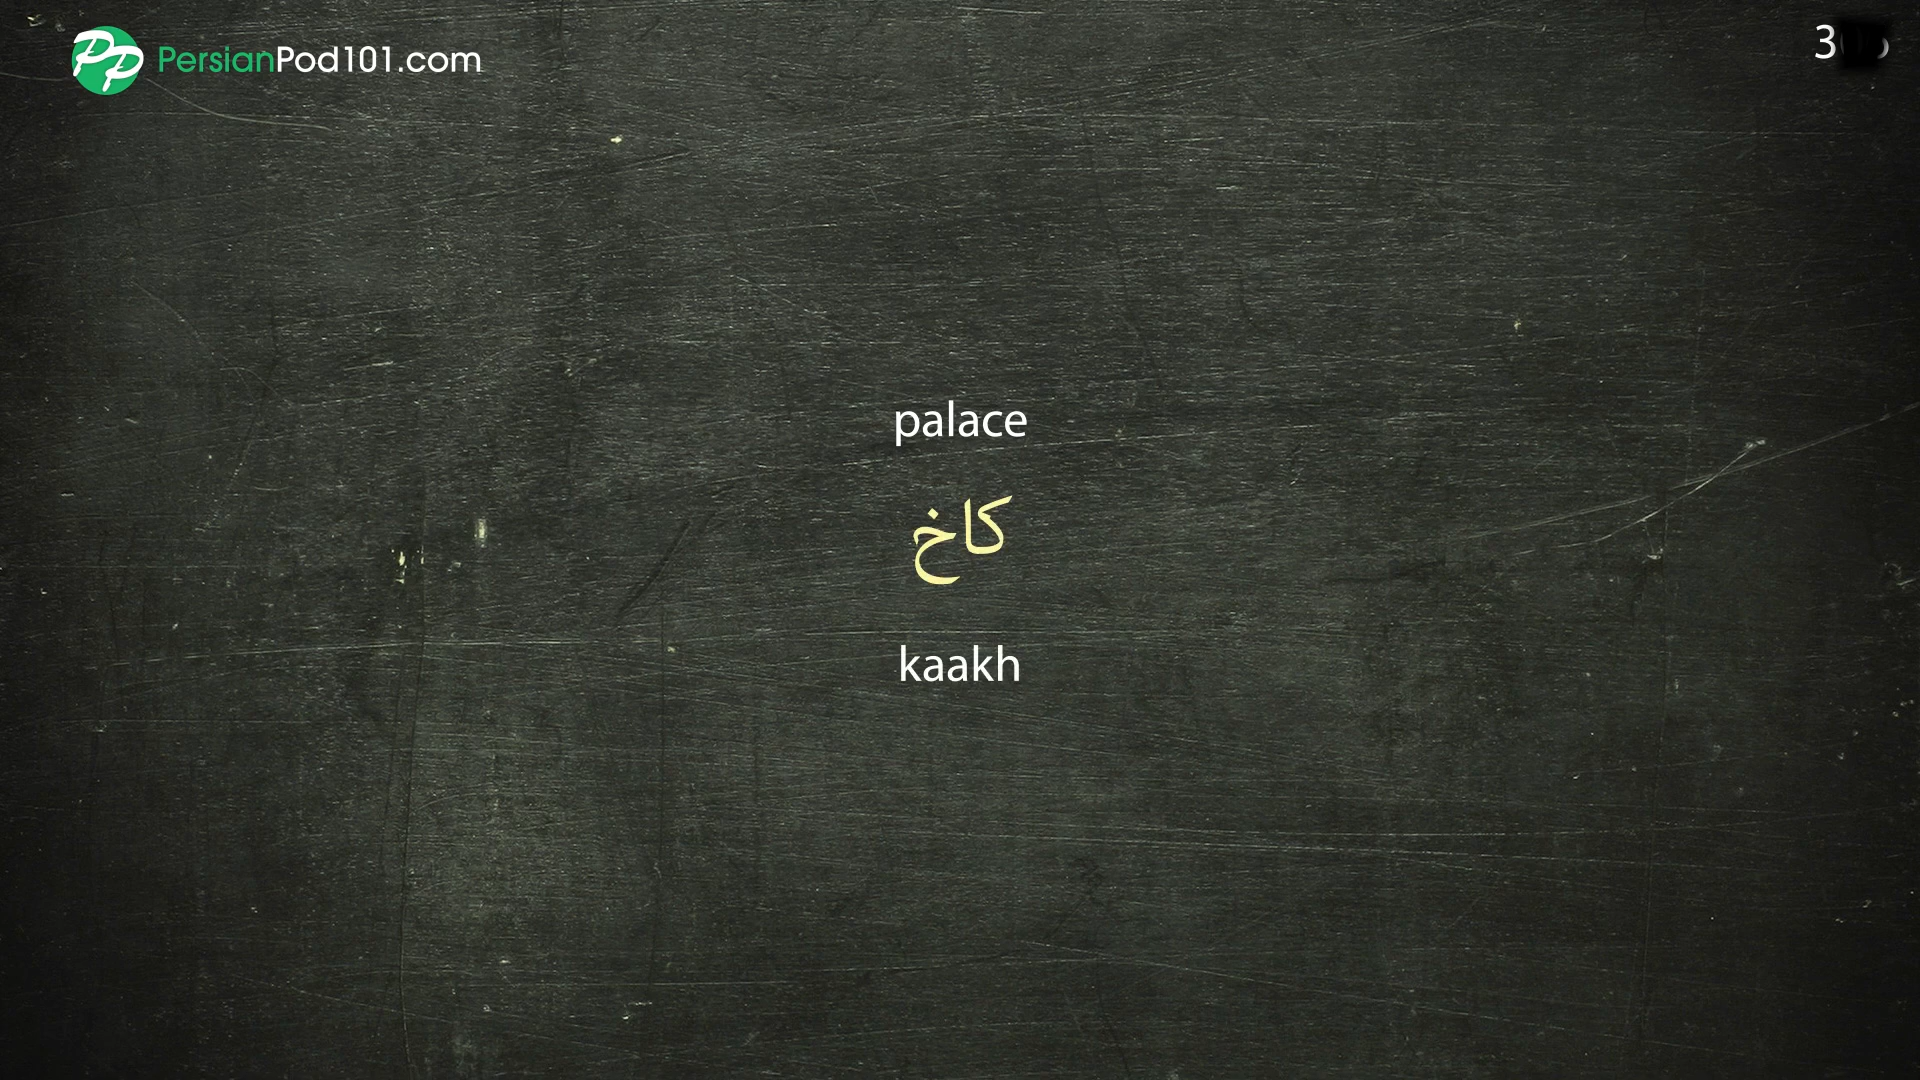 PersianPod101.com
palace
کاخ
kaakh